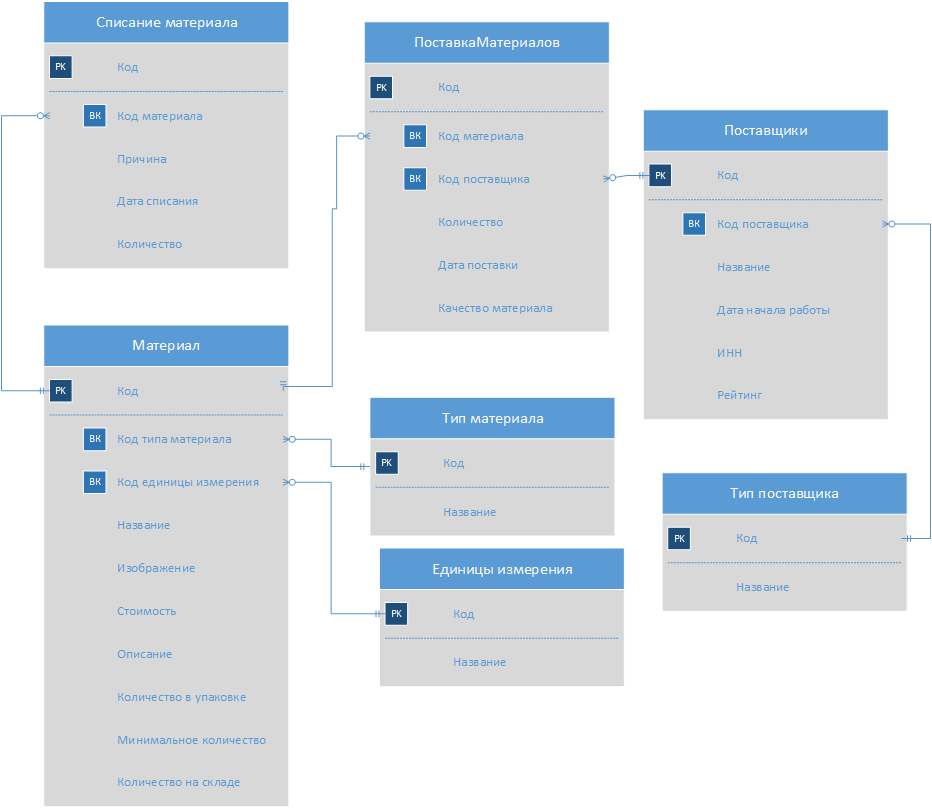 Списание материала
PK Код
ВК Код материала
Причина
Дата списания
Количество
ПоставкаМатериалов
PK Код
ВК Код материала
ВК Код поставщика
Количество
Дата поставки
Качество материала
Поставщики
PK Код
ВК Код поставщика
Название
Дата начала работы
ИНН
Рейтинг
Материал
PK Код
ВК Код типа материала
ВК Код единицы измерения
Название
Изображение
Стоимость
Описание
Количество в упаковке
Минимальное количество
Количество на складе
Тип материала
PK Код
Название
Тип поставщика
PK Код
Название
Единицы измерения
PK Код
Название